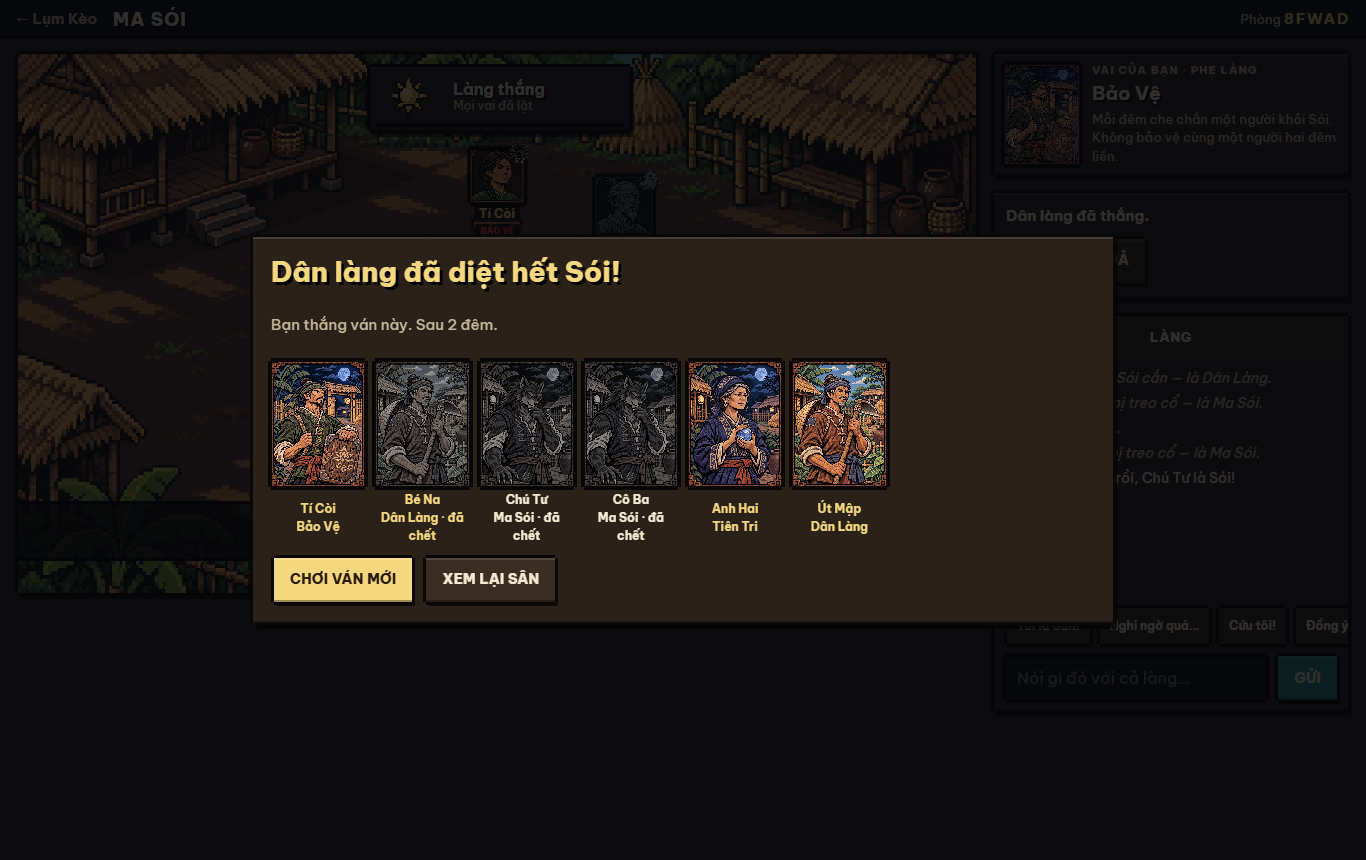 ← Lụm Kèo MA SÓI
Phòng 8FWAD
Làng thắng
Mọi vai đã lật
VAI CỦA BẠN · PHE LÀNG
Bảo Vệ
Mỗi đêm che chắn một người khỏi Sói.
Không bảo vệ cùng một người hai đêm
liền.
Tí Còi
BẢO VỆ
Dân làng đã thắng.
Dân làng đã diệt hết Sói!
Bạn thắng ván này. Sau 2 đêm.
Tí Còi
Bảo Vệ
Bé Na
Dân Làng · đã
chết
Chú Tư
Ma Sói · đã
chết
Cô Ba
Ma Sói · đã
chết
Anh Hai
Tiên Tri
Út Mập
Dân Làng
CHƠI VÁN MỚI
XEM LẠI SÂN
LÀNG
Sói cắn — là Dân Làng.
bị treo cổ — là Ma Sói.
treo cổ — là Ma Sói.
rồi, Chú Tư là Sói!
Nghi ngờ quá...
Cứu tôi!
Đồng ý
Nói gì đó với cả làng...
GỬI